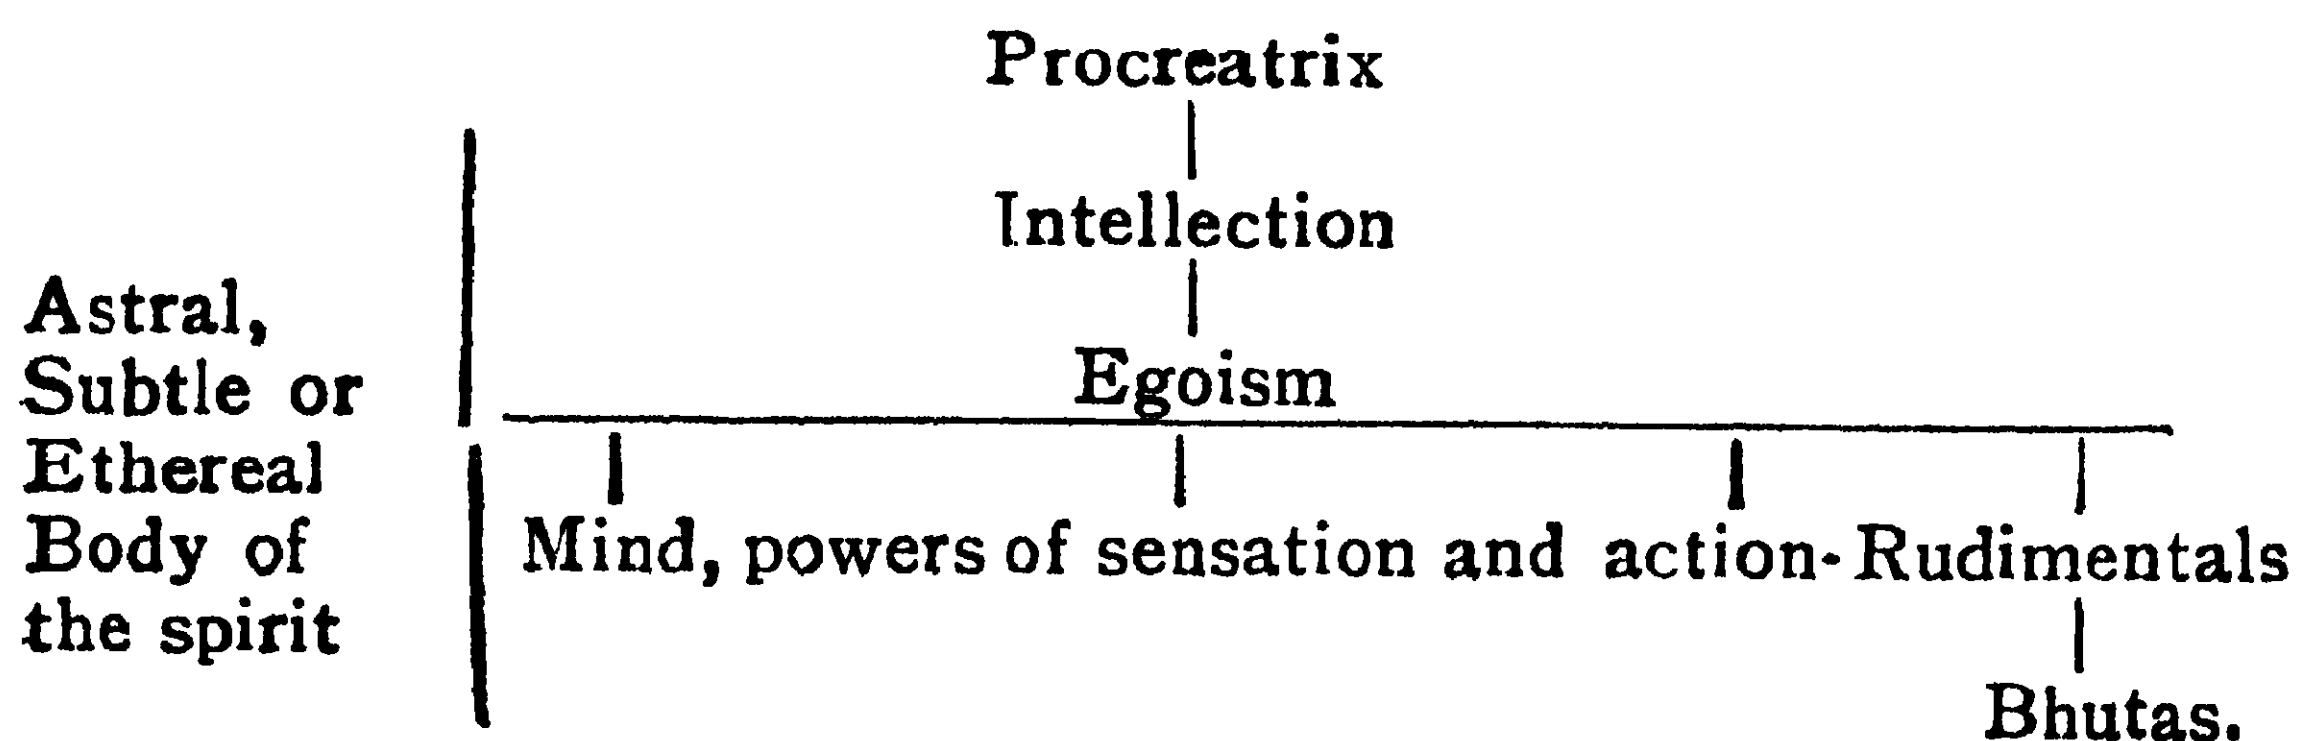 Procreatrix
Intellection
Egoism
Astral,
Subtle or
Ethereal
Body of
the spirit
Mind, powers of sensation and action- Rudimentals
Bhutas.